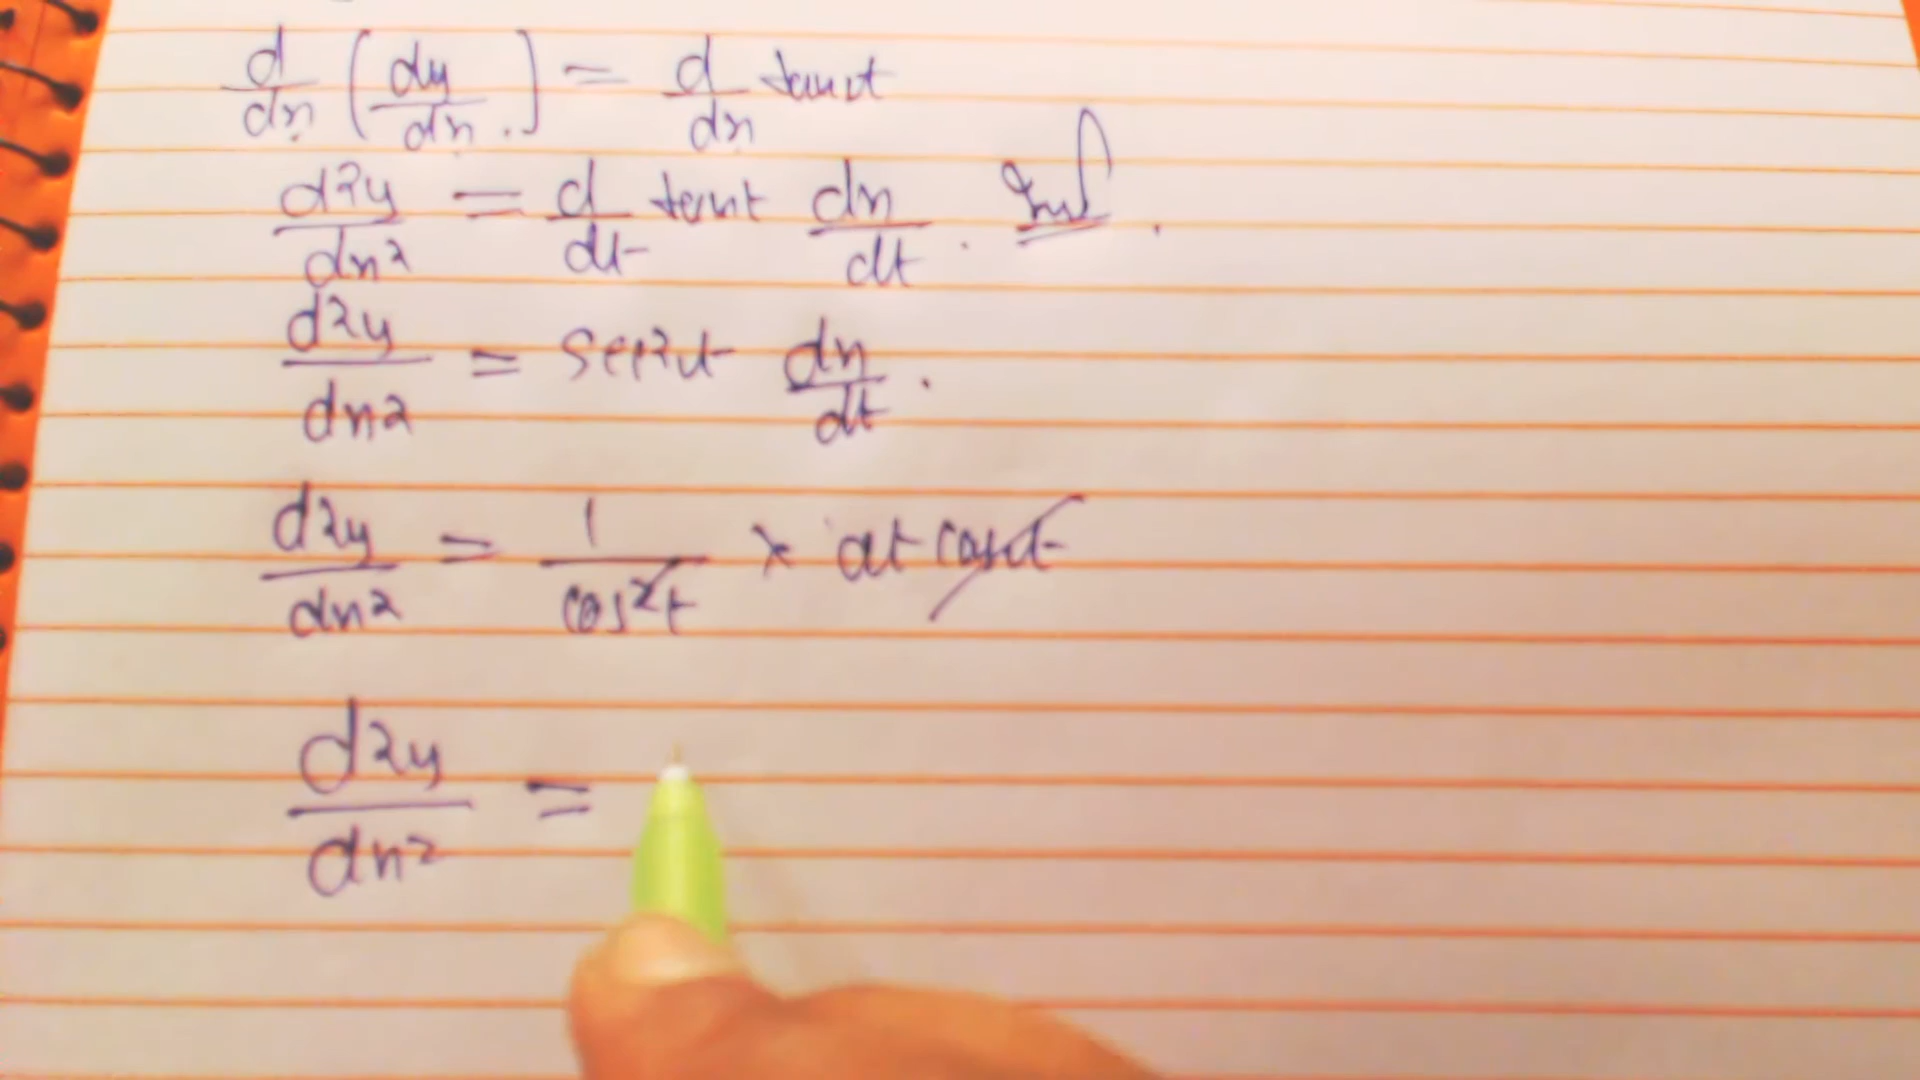 d/dx (dy/dx.) = d/dx tant
d2y/dx2 = d/dt tant dx/dt.
d2y/dx2 = sec2t dx/dt.
d2y/dx2 = 1/cos2t × at cost
d2y/dx2 =